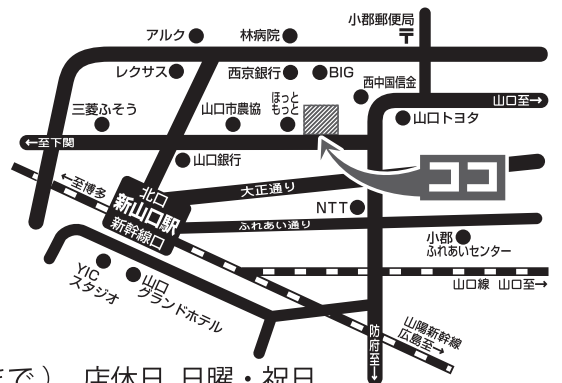 小郡郵便局
〒
アルク
林病院
レクサス
西京銀行
BIG
西中国信金
三菱ふそう
山口市農協
ほっと
もっと
山口至→
山口トヨタ
←至下関
山口銀行
ココ
←至博多
北口
新山口駅
新幹線口
大正通り
NTT
ふれあい通り
小郡
ふれあいセンター
YIC
スタジオ
山口
グランドホテル
山口線 山口至→
山陽新幹線
広島至→
防府至→
まで） 店休日 日曜・祝日